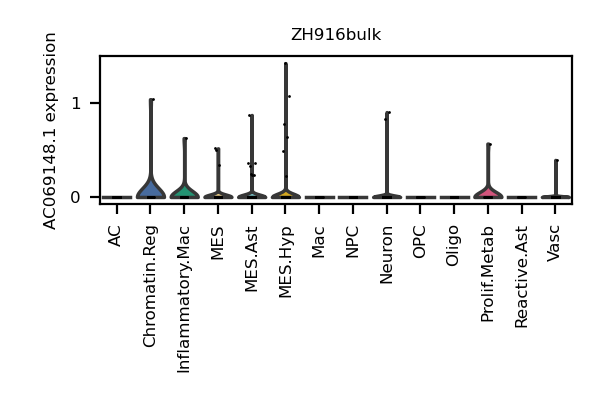 ZH916bulk
AC069148.1 expression
1
0
AC
Chromatin.Reg
Inflammatory.Mac
MES
MES.Ast
MES.Hyp
Mac
NPC
Neuron
OPC
Oligo
Prolif.Metab
Reactive.Ast
Vasc